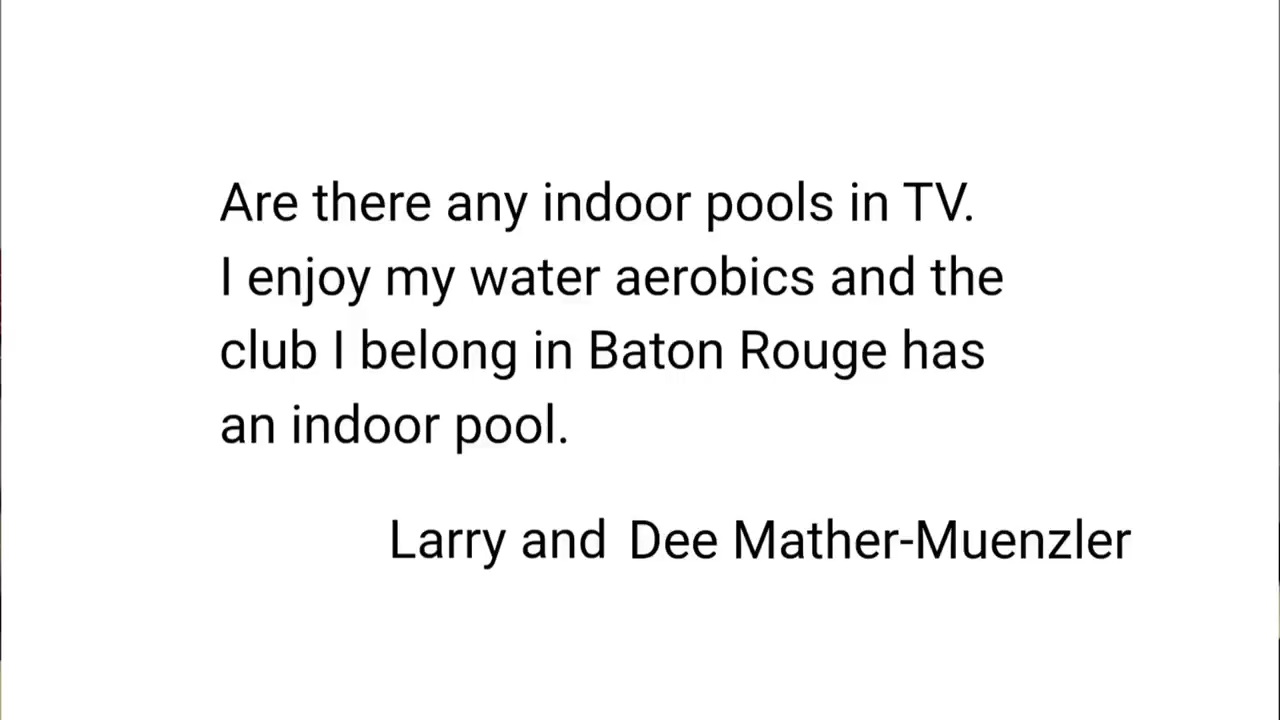 Are there any indoor pools in TV.
I enjoy my water aerobics and the
club I belong in Baton Rouge has
an indoor pool.
Larry and Dee Mather-Muenzler